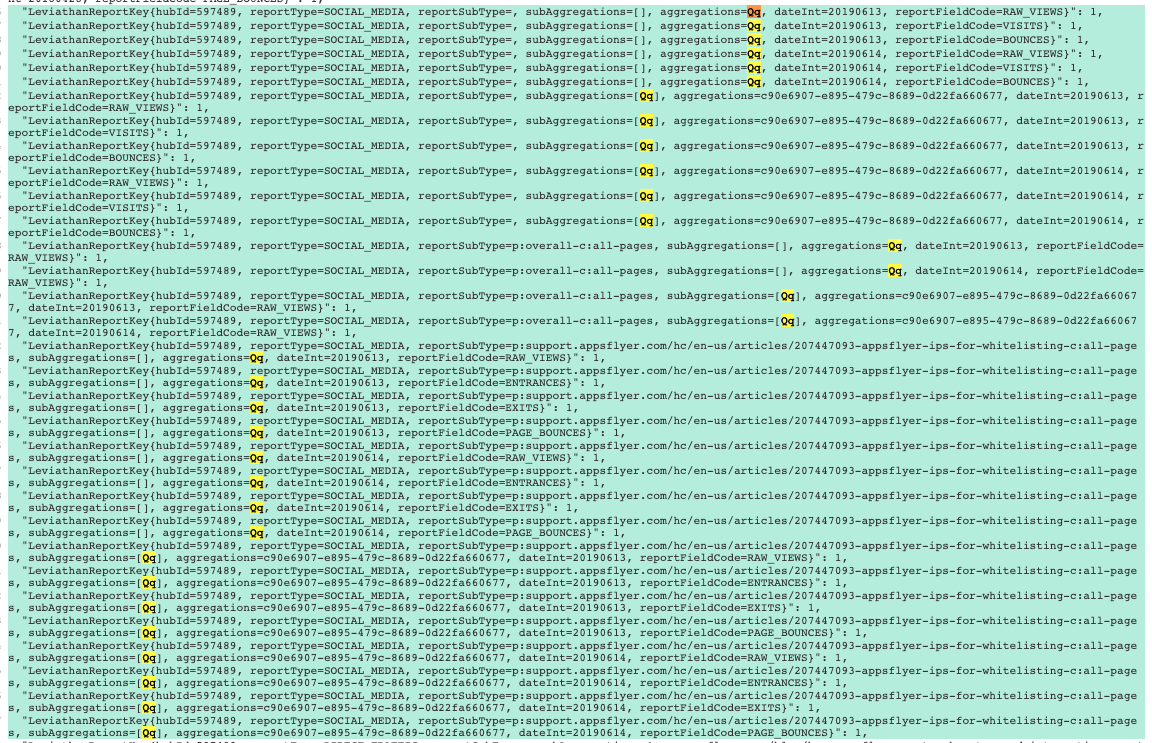 "LeviathanReportKey{hubId=597489, reportType=SOCIAL_MEDIA, reportSubType=, subAggregations=[], aggregations=Qq, dateInt=20190613, reportFieldCode=RAW_VIEWS}": 1,
"LeviathanReportKey{hubId=597489, reportType=SOCIAL_MEDIA, reportSubType=, subAggregations=[], aggregations=Qq, dateInt=20190613, reportFieldCode=VISITS}": 1,
"LeviathanReportKey{hubId=597489, reportType=SOCIAL_MEDIA, reportSubType=, subAggregations=[], aggregations=Qq, dateInt=20190613, reportFieldCode=BOUNCES}": 1,
"LeviathanReportKey{hubId=597489, reportType=SOCIAL_MEDIA, reportSubType=, subAggregations=[], aggregations=Qq, dateInt=20190614, reportFieldCode=RAW_VIEWS}": 1,
"LeviathanReportKey{hubId=597489, reportType=SOCIAL_MEDIA, reportSubType=, subAggregations=[], aggregations=Qq, dateInt=20190614, reportFieldCode=VISITS}": 1,
"LeviathanReportKey{hubId=597489, reportType=SOCIAL_MEDIA, reportSubType=, subAggregations=[], aggregations=Qq, dateInt=20190614, reportFieldCode=BOUNCES}": 1,
"LeviathanReportKey{hubId=597489, reportType=SOCIAL_MEDIA, reportSubType=, subAggregations=[Qq], aggregations=c90e6907-e895-479c-8689-0d22fa660677, dateInt=20190613, r
eportFieldCode=RAW_VIEWS}": 1,
"LeviathanReportKey{hubId=597489, reportType=SOCIAL_MEDIA, reportSubType=, subAggregations=[Qq], aggregations=c90e6907-e895-479c-8689-0d22fa660677, dateInt=20190613, r
eportFieldCode=VISITS}": 1,
"LeviathanReportKey{hubId=597489, reportType=SOCIAL_MEDIA, reportSubType=, subAggregations=[Qq], aggregations=c90e6907-e895-479c-8689-0d22fa660677, dateInt=20190613, r
eportFieldCode=BOUNCES}": 1,
"LeviathanReportKey{hubId=597489, reportType=SOCIAL_MEDIA, reportSubType=, subAggregations=[Qq], aggregations=c90e6907-e895-479c-8689-0d22fa660677, dateInt=20190614, r
eportFieldCode=RAW_VIEWS}": 1,
"LeviathanReportKey{hubId=597489, reportType=SOCIAL_MEDIA, reportSubType=, subAggregations=[Qq], aggregations=c90e6907-e895-479c-8689-0d22fa660677, dateInt=20190614, r
eportFieldCode=VISITS}": 1,
"LeviathanReportKey{hubId=597489, reportType=SOCIAL_MEDIA, reportSubType=, subAggregations=[Qq], aggregations=c90e6907-e895-479c-8689-0d22fa660677, dateInt=20190614, r
eportFieldCode=BOUNCES}": 1,
"LeviathanReportKey{hubId=597489, reportType=SOCIAL_MEDIA, reportSubType=p:overall-c:all-pages, subAggregations=[], aggregations=Qq, dateInt=20190613, reportFieldCode=
RAW_VIEWS}": 1,
"LeviathanReportKey{hubId=597489, reportType=SOCIAL_MEDIA, reportSubType=p:overall-c:all-pages, subAggregations=[], aggregations=Qq, dateInt=20190614, reportFieldCode=
RAW_VIEWS}": 1,
"LeviathanReportKey{hubId=597489, reportType=SOCIAL_MEDIA, reportSubType=p:overall-c:all-pages, subAggregations=[Qq], aggregations=c90e6907-e895-479c-8689-0d22fa66067
7, dateInt=20190613, reportFieldCode=RAW_VIEWS}": 1,
"LeviathanReportKey{hubId=597489, reportType=SOCIAL_MEDIA, reportSubType=p:overall-c:all-pages, subAggregations=[Qq], aggregations=c90e6907-e895-479c-8689-0d22fa66067
7, dateInt=20190614, reportFieldCode=RAW_VIEWS}": 1,
"LeviathanReportKey{hubId=597489, reportType=SOCIAL_MEDIA, reportSubType=p:support.appsflyer.com/hc/en-us/articles/207447093-appsflyer-ips-for-whitelisting-c:all-page
s, subAggregations=[], aggregations=Qq, dateInt=20190613, reportFieldCode=RAW_VIEWS}": 1,
"LeviathanReportKey{hubId=597489, reportType=SOCIAL_MEDIA, reportSubType=p:support.appsflyer.com/hc/en-us/articles/207447093-appsflyer-ips-for-whitelisting-c:all-page
s, subAggregations=[], aggregations=Qq, dateInt=20190613, reportFieldCode=ENTRANCES}": 1,
"LeviathanReportKey{hubId=597489, reportType=SOCIAL_MEDIA, reportSubType=p:support.appsflyer.com/hc/en-us/articles/207447093-appsflyer-ips-for-whitelisting-c:all-page
s, subAggregations=[], aggregations=Qq, dateInt=20190613, reportFieldCode=EXITS}": 1,
"LeviathanReportKey{hubId=597489, reportType=SOCIAL_MEDIA, reportSubType=p:support.appsflyer.com/hc/en-us/articles/207447093-appsflyer-ips-for-whitelisting-c:all-page
s, subAggregations=[], aggregations=Qq, dateInt=20190613, reportFieldCode=PAGE_BOUNCES}": 1,
"LeviathanReportKey{hubId=597489, reportType=SOCIAL_MEDIA, reportSubType=p:support.appsflyer.com/hc/en-us/articles/207447093-appsflyer-ips-for-whitelisting-c:all-page
s, subAggregations=[], aggregations=Qq, dateInt=20190614, reportFieldCode=RAW_VIEWS}": 1,
"LeviathanReportKey{hubId=597489, reportType=SOCIAL_MEDIA, reportSubType=p:support.appsflyer.com/hc/en-us/articles/207447093-appsflyer-ips-for-whitelisting-c:all-page
s, subAggregations=[], aggregations=Qq, dateInt=20190614, reportFieldCode=ENTRANCES}": 1,
"LeviathanReportKey{hubId=597489, reportType=SOCIAL_MEDIA, reportSubType=p:support.appsflyer.com/hc/en-us/articles/207447093-appsflyer-ips-for-whitelisting-c:all-page
s, subAggregations=[], aggregations=Qq, dateInt=20190614, reportFieldCode=EXITS}": 1,
"LeviathanReportKey{hubId=597489, reportType=SOCIAL_MEDIA, reportSubType=p:support.appsflyer.com/hc/en-us/articles/207447093-appsflyer-ips-for-whitelisting-c:all-page
s, subAggregations=[], aggregations=Qq, dateInt=20190614, reportFieldCode=PAGE_BOUNCES}": 1,
"LeviathanReportKey{hubId=597489, reportType=SOCIAL_MEDIA, reportSubType=p:support.appsflyer.com/hc/en-us/articles/207447093-appsflyer-ips-for-whitelisting-c:all-page
s, subAggregations=[Qq], aggregations=c90e6907-e895-479c-8689-0d22fa660677, dateInt=20190613, reportFieldCode=RAW_VIEWS}": 1,
"LeviathanReportKey{hubId=597489, reportType=SOCIAL_MEDIA, reportSubType=p:support.appsflyer.com/hc/en-us/articles/207447093-appsflyer-ips-for-whitelisting-c:all-page
s, subAggregations=[Qq], aggregations=c90e6907-e895-479c-8689-0d22fa660677, dateInt=20190613, reportFieldCode=ENTRANCES}": 1,
"LeviathanReportKey{hubId=597489, reportType=SOCIAL_MEDIA, reportSubType=p:support.appsflyer.com/hc/en-us/articles/207447093-appsflyer-ips-for-whitelisting-c:all-page
s, subAggregations=[Qq], aggregations=c90e6907-e895-479c-8689-0d22fa660677, dateInt=20190613, reportFieldCode=EXITS}": 1,
"LeviathanReportKey{hubId=597489, reportType=SOCIAL_MEDIA, reportSubType=p:support.appsflyer.com/hc/en-us/articles/207447093-appsflyer-ips-for-whitelisting-c:all-page
s, subAggregations=[Qq], aggregations=c90e6907-e895-479c-8689-0d22fa660677, dateInt=20190613, reportFieldCode=PAGE_BOUNCES}": 1,
"LeviathanReportKey{hubId=597489, reportType=SOCIAL_MEDIA, reportSubType=p:support.appsflyer.com/hc/en-us/articles/207447093-appsflyer-ips-for-whitelisting-c:all-page
s, subAggregations=[Qq], aggregations=c90e6907-e895-479c-8689-0d22fa660677, dateInt=20190614, reportFieldCode=RAW_VIEWS}": 1,
"LeviathanReportKey{hubId=597489, reportType=SOCIAL_MEDIA, reportSubType=p:support.appsflyer.com/hc/en-us/articles/207447093-appsflyer-ips-for-whitelisting-c:all-page
s, subAggregations=[Qq], aggregations=c90e6907-e895-479c-8689-0d22fa660677, dateInt=20190614, reportFieldCode=ENTRANCES}": 1,
"LeviathanReportKey{hubId=597489, reportType=SOCIAL_MEDIA, reportSubType=p:support.appsflyer.com/hc/en-us/articles/207447093-appsflyer-ips-for-whitelisting-c:all-page
s, subAggregations=[Qq], aggregations=c90e6907-e895-479c-8689-0d22fa660677, dateInt=20190614, reportFieldCode=EXITS}": 1,
"LeviathanReportKey{hubId=597489, reportType=SOCIAL_MEDIA, reportSubType=p:support.appsflyer.com/hc/en-us/articles/207447093-appsflyer-ips-for-whitelisting-c:all-page
s, subAggregations=[Qq], aggregations=c90e6907-e895-479c-8689-0d22fa660677, dateInt=20190614, reportFieldCode=PAGE_BOUNCES}": 1,